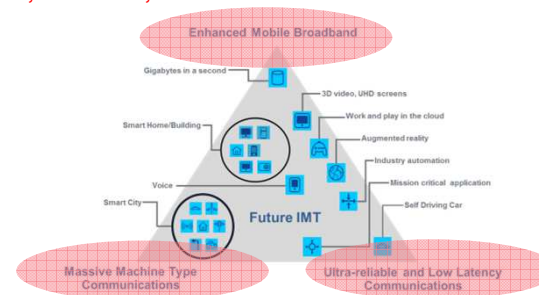 Enhanced Mobile Broadband
Gigabytes in a second
3D video, UHD screens
Work and play in the cloud
Smart Home/Building
Augmented reality
Industry automation
Voice
Mission critical application
Smart City
Self Driving Car
Future IMT
Massive Machine Type
Communications
Ultra-reliable and Low Latency
Communications